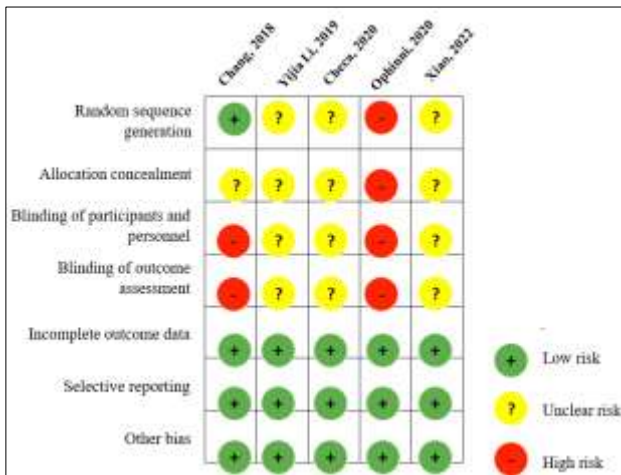 Chang, 2018 Yijia Li, 2019 Checa, 2020 Ophinni, 2020 Xiao, 2022
Random sequence
generation
+ ? ? - ?
Allocation concealment
? ? ? - ?
Blinding of participants and
personnel
- ? ? - ?
Blinding of outcome
assessment
- ? ? - ?
Incomplete outcome data
+ + + + +
Selective reporting
+ + + + +
Other bias
+ + + + +
+ Low risk
? Unclear risk
- High risk